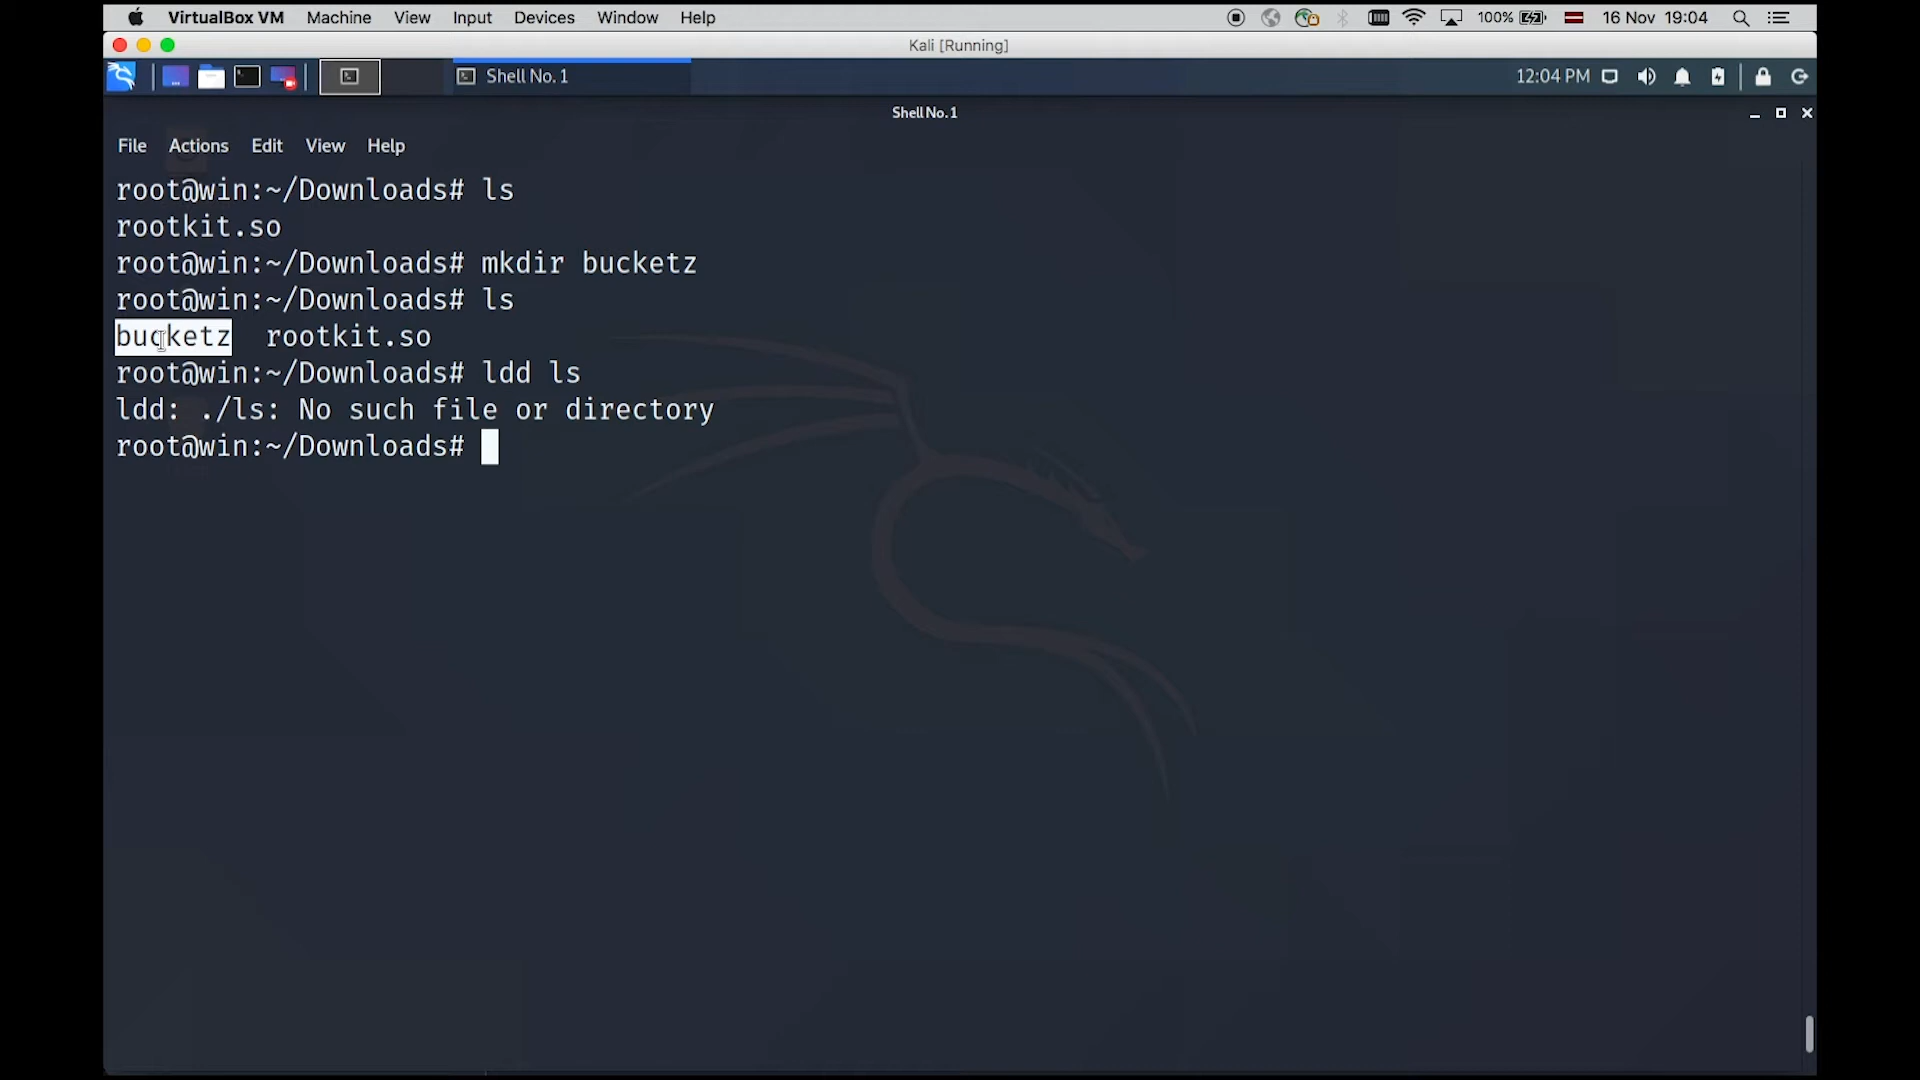 VirtualBox VM Machine View Input Devices Window Help 100% 16 Nov 19:04
Kali [Running]
Shell No. 1 12:04 PM
Shell No. 1
File Actions Edit View Help
root@win:~/Downloads# ls
rootkit.so
root@win:~/Downloads# mkdir bucketz
root@win:~/Downloads# ls
bucketz rootkit.so
root@win:~/Downloads# ldd ls
ldd: ./ls: No such file or directory
root@win:~/Downloads#